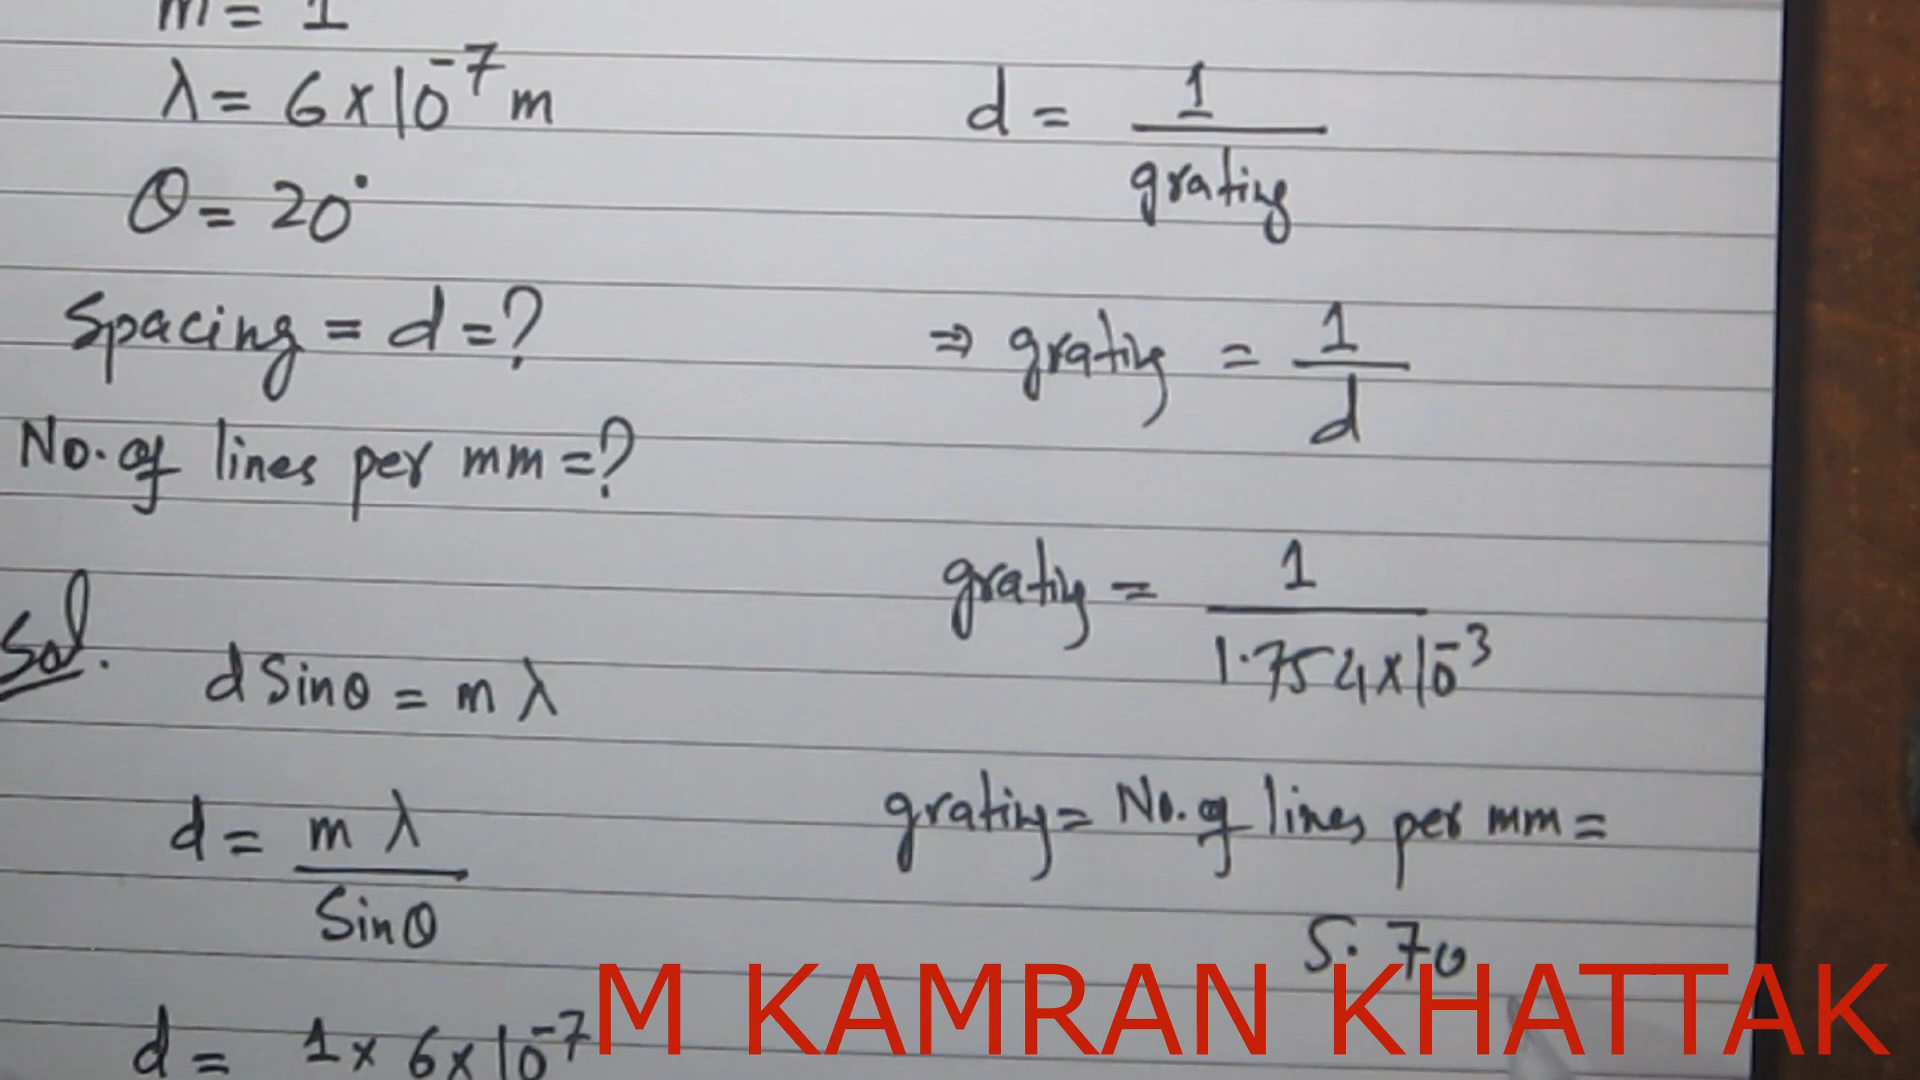 m = 1
λ = 6 x 10⁻⁷ m
θ = 20°
Spacing = d = ?
No. of lines per mm = ?
Sol.
d Sinθ = m λ
d = m λ
Sinθ
d = 1 x 6 x 10⁻⁷
d = 1
grating
⇒ grating = 1
d
grating = 1
1.754 x 10⁻³
grating = No. of lines per mm =
5.70
M KAMRAN KHATTAK